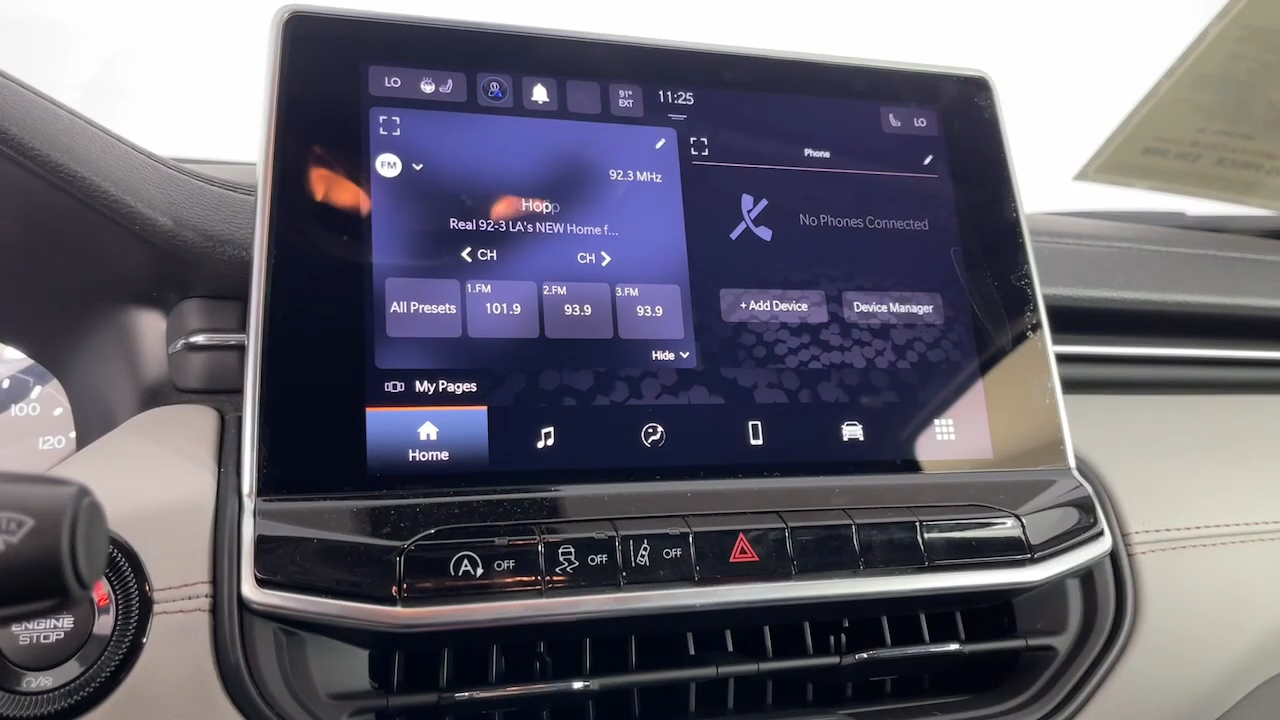 LO
91°
EXT
11:25
LO
FM
92.3 MHz
Hop
Real 92-3 LA's NEW Home f...
CH
CH
All Presets
1.FM
101.9
2.FM
93.9
3.FM
93.9
Hide
My Pages
Phone
No Phones Connected
+ Add Device
Device Manager
Home
OFF
OFF
OFF
100
120
ENGINE
STOP